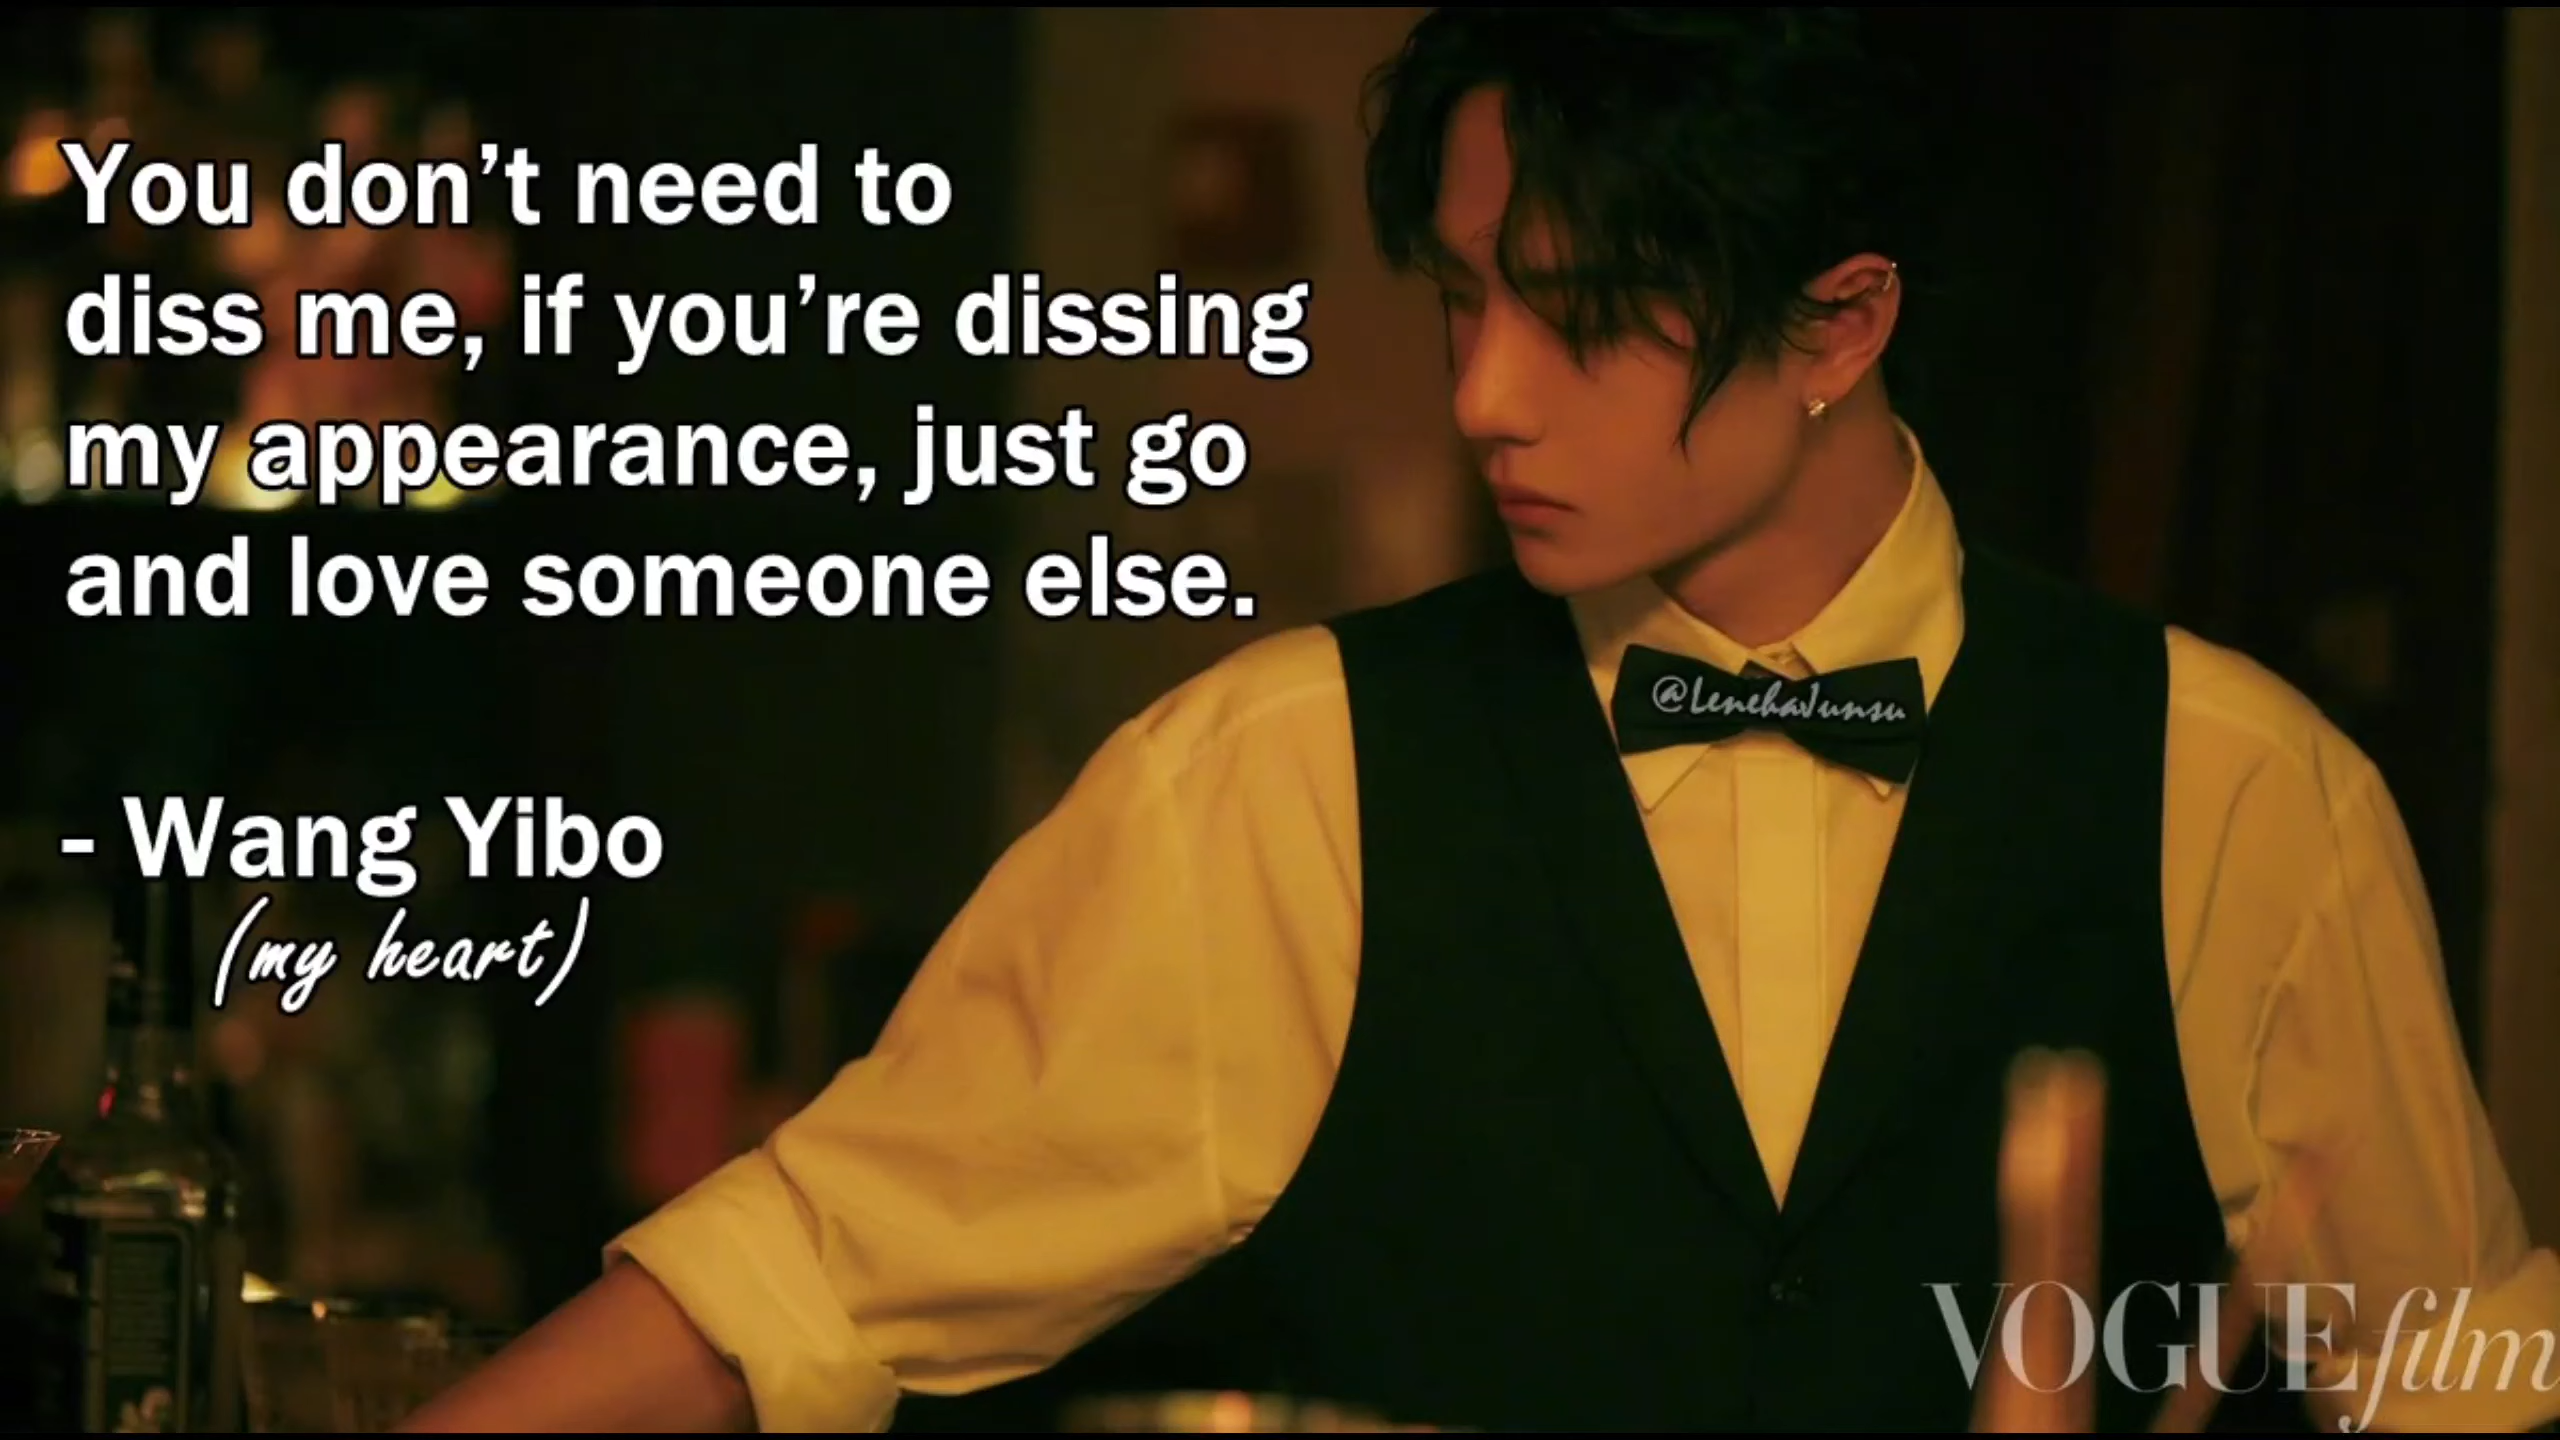 You don’t need to
diss me, if you’re dissing
my appearance, just go
and love someone else.
- Wang Yibo
(my heart)
@LenehaJunsu
VOGUE film